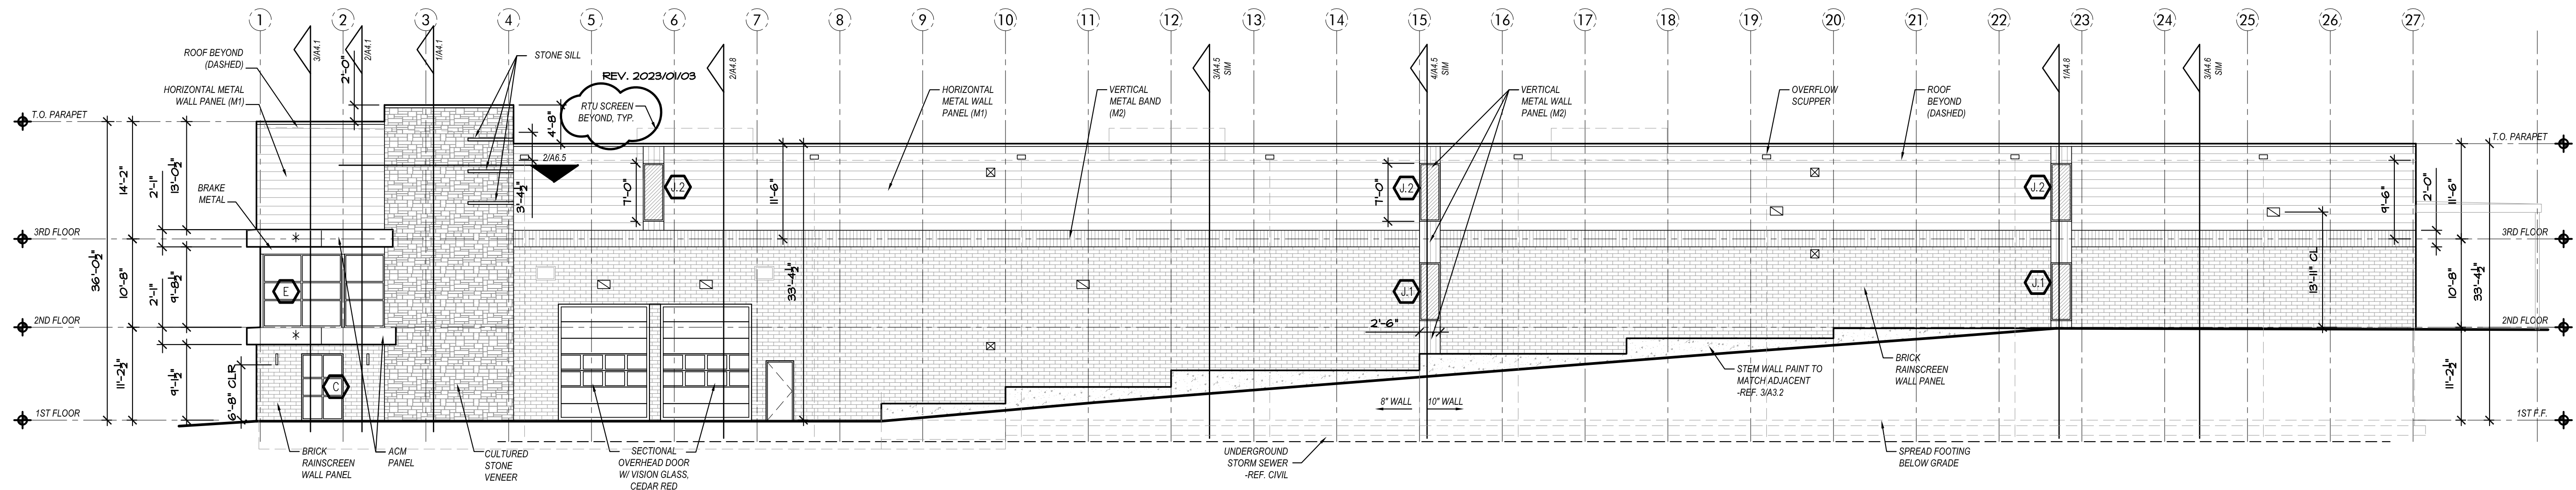 1 2 3 4 5 6 7 8 9 10 11 12 13 14 15 16 17 18 19 20 21 22 23 24 25 26 27
3/A4.1
2/A4.1
1/A4.1
2/A4.8
3/A4.5
SIM
4/A4.5
SIM
1/A4.8
3/A4.6
SIM
ROOF BEYOND
(DASHED)
HORIZONTAL METAL
WALL PANEL (M1)
2'-0"
STONE SILL
REV. 2023/01/03
RTU SCREEN
BEYOND, TYP.
4'-8"
HORIZONTAL
METAL WALL
PANEL (M1)
VERTICAL
METAL BAND
(M2)
VERTICAL
METAL WALL
PANEL (M2)
OVERFLOW
SCUPPER
ROOF
BEYOND
(DASHED)
T.O. PARAPET
T.O. PARAPET
2/A6.5
14'-2"
2'-1"
13'-0½"
BRAKE
METAL
3'-4½"
7'-0"
J.2
11'-6"
7'-0"
J.2
J.2
9'-6"
2'-0"
11'-6"
3RD FLOOR
3RD FLOOR
*
36'-0½"
10'-8"
2'-1"
9'-8½"
E
33'-4½"
J.1
J.1
13'-11" CL
10'-8"
33'-4½"
2ND FLOOR
2ND FLOOR
*
2'-6"
11'-2½"
9'-1½"
6'-8" CLR
C
STEM WALL PAINT TO
MATCH ADJACENT
-REF. 3/A3.2
BRICK
RAINSCREEN
WALL PANEL
11'-2½"
8" WALL
10" WALL
1ST FLOOR
1ST F.F.
BRICK
RAINSCREEN
WALL PANEL
ACM
PANEL
CULTURED
STONE
VENEER
SECTIONAL
OVERHEAD DOOR
W/ VISION GLASS,
CEDAR RED
UNDERGROUND
STORM SEWER
-REF. CIVIL
SPREAD FOOTING
BELOW GRADE